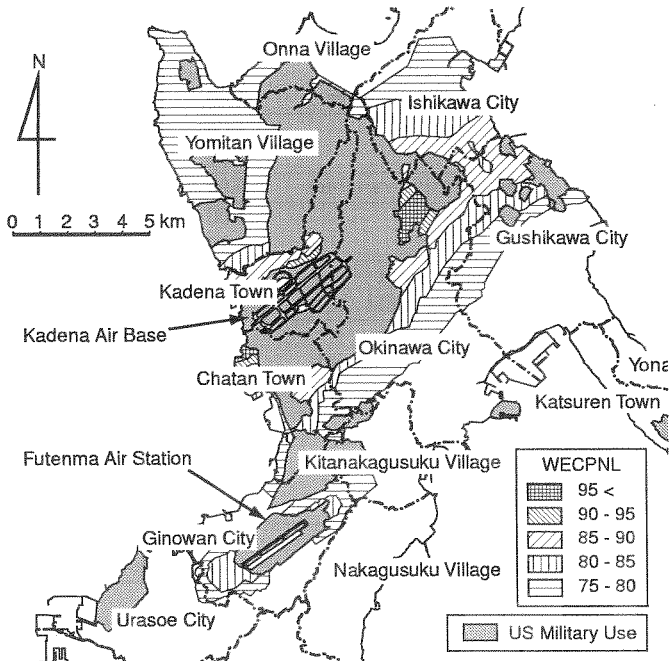 Onna Village
N
Ishikawa City
Yomitan Village
0 1 2 3 4 5 km
Gushikawa City
Kadena Town
Kadena Air Base
Okinawa City
Chatan Town
Katsuren Town
Futenma Air Station
Kitanakagusuku Village
WECPNL
95 <
90 - 95
85 - 90
80 - 85
75 - 80
Ginowan City
Nakagusuku Village
Urasoe City
US Military Use